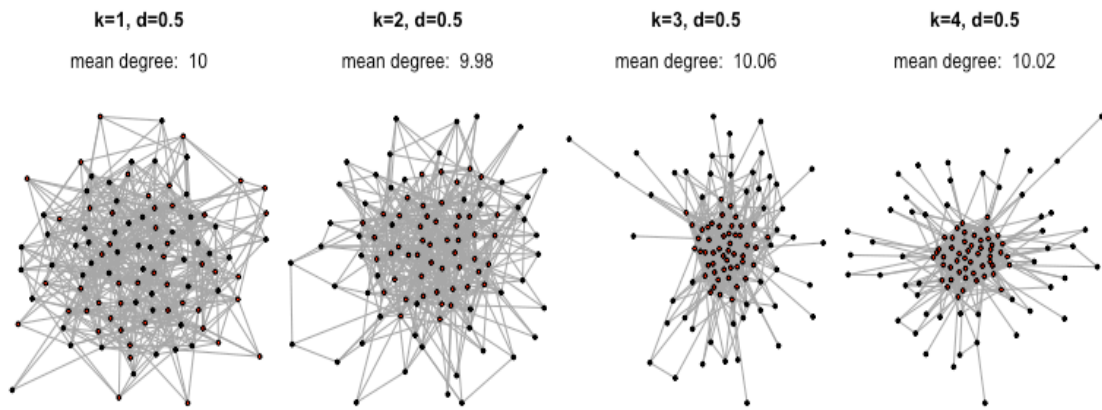 k=1, d=0.5
mean degree: 10
k=2, d=0.5
mean degree: 9.98
k=3, d=0.5
mean degree: 10.06
k=4, d=0.5
mean degree: 10.02